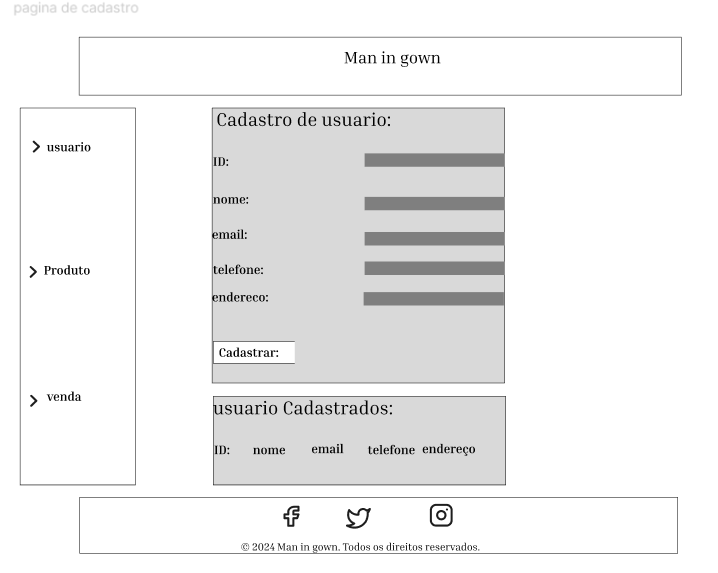 pagina de cadastro
Man in gown
usuario
Produto
venda
Cadastro de usuario:
ID:
nome:
email:
telefone:
endereco:
Cadastrar:
usuario Cadastrados:
ID: nome email telefone endereço
© 2024 Man in gown. Todos os direitos reservados.